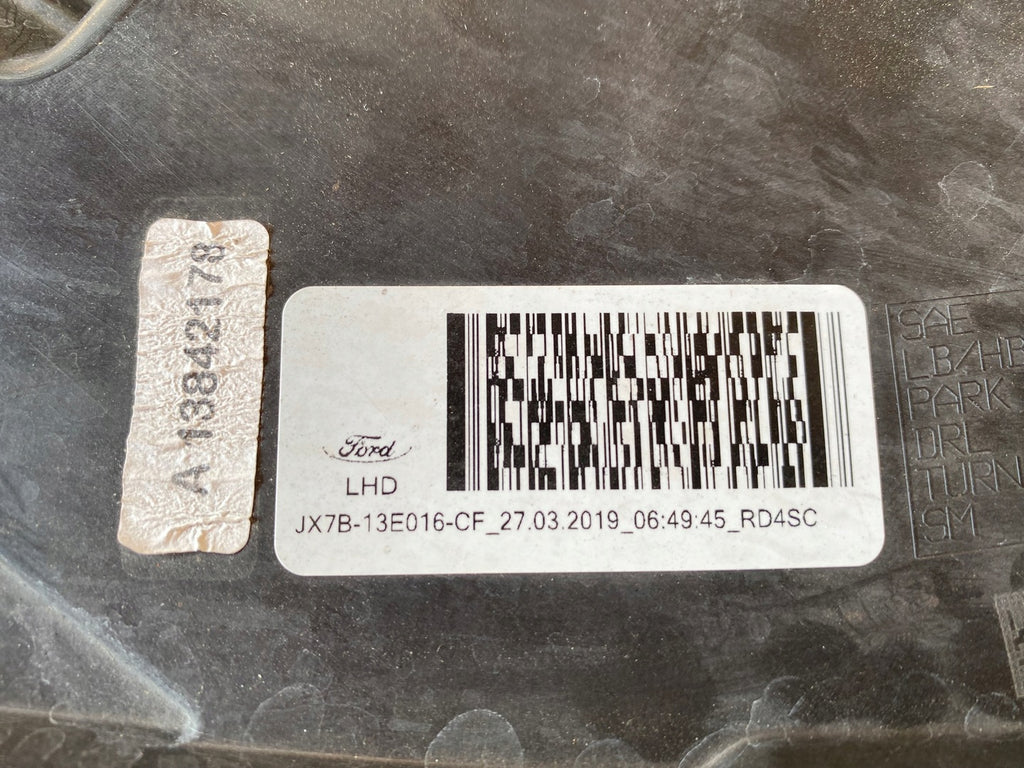 A 13842178
Ford
LHD
JX7B-13E016-CF_27.03.2019_06:49:45_RD4SC
SAE
LB/HB
PARK
DRL
TURN
SM